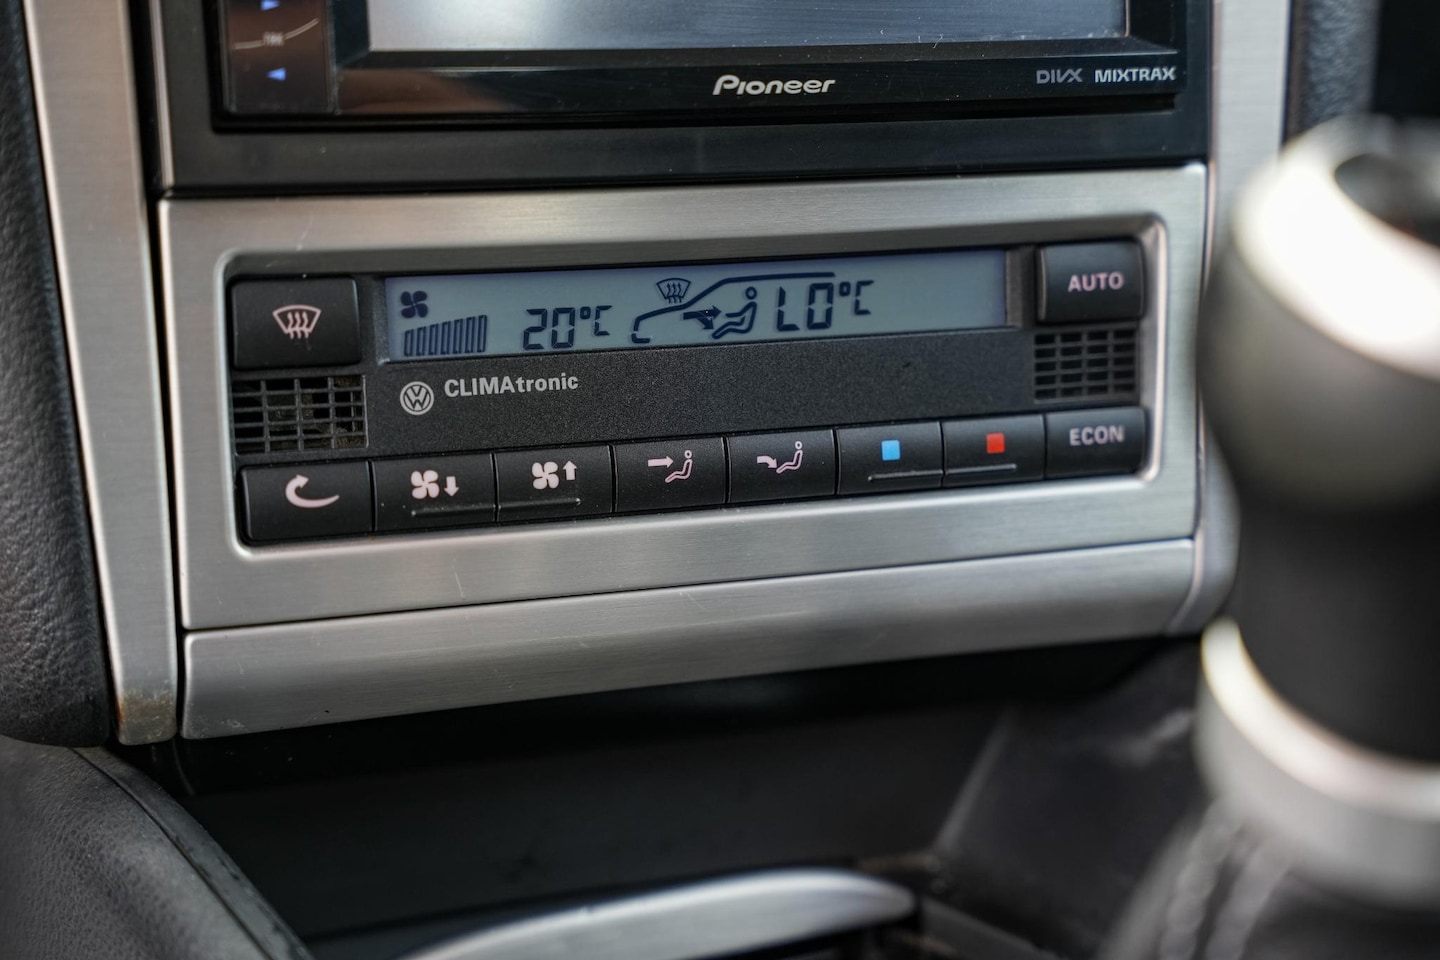 Pioneer
DIVX MIXTRAX
AUTO
20°C
LO°C
CLIMAtronic
ECON